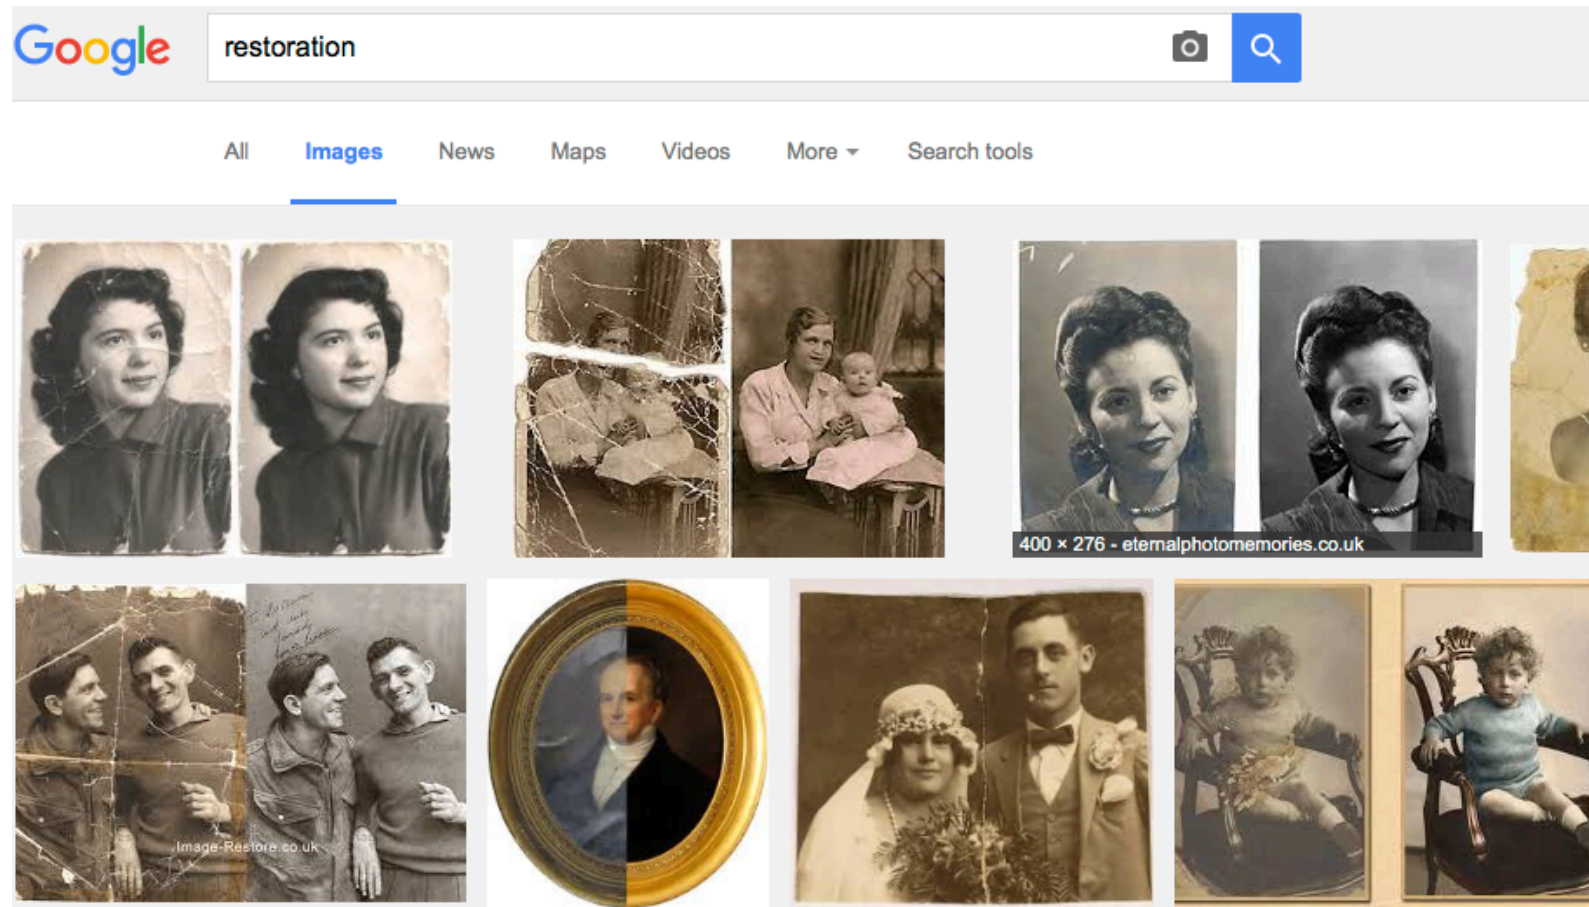 Google restoration
All Images News Maps Videos More Search tools
400 × 276 - eternalphotomemories.co.uk
Image-Restore.co.uk